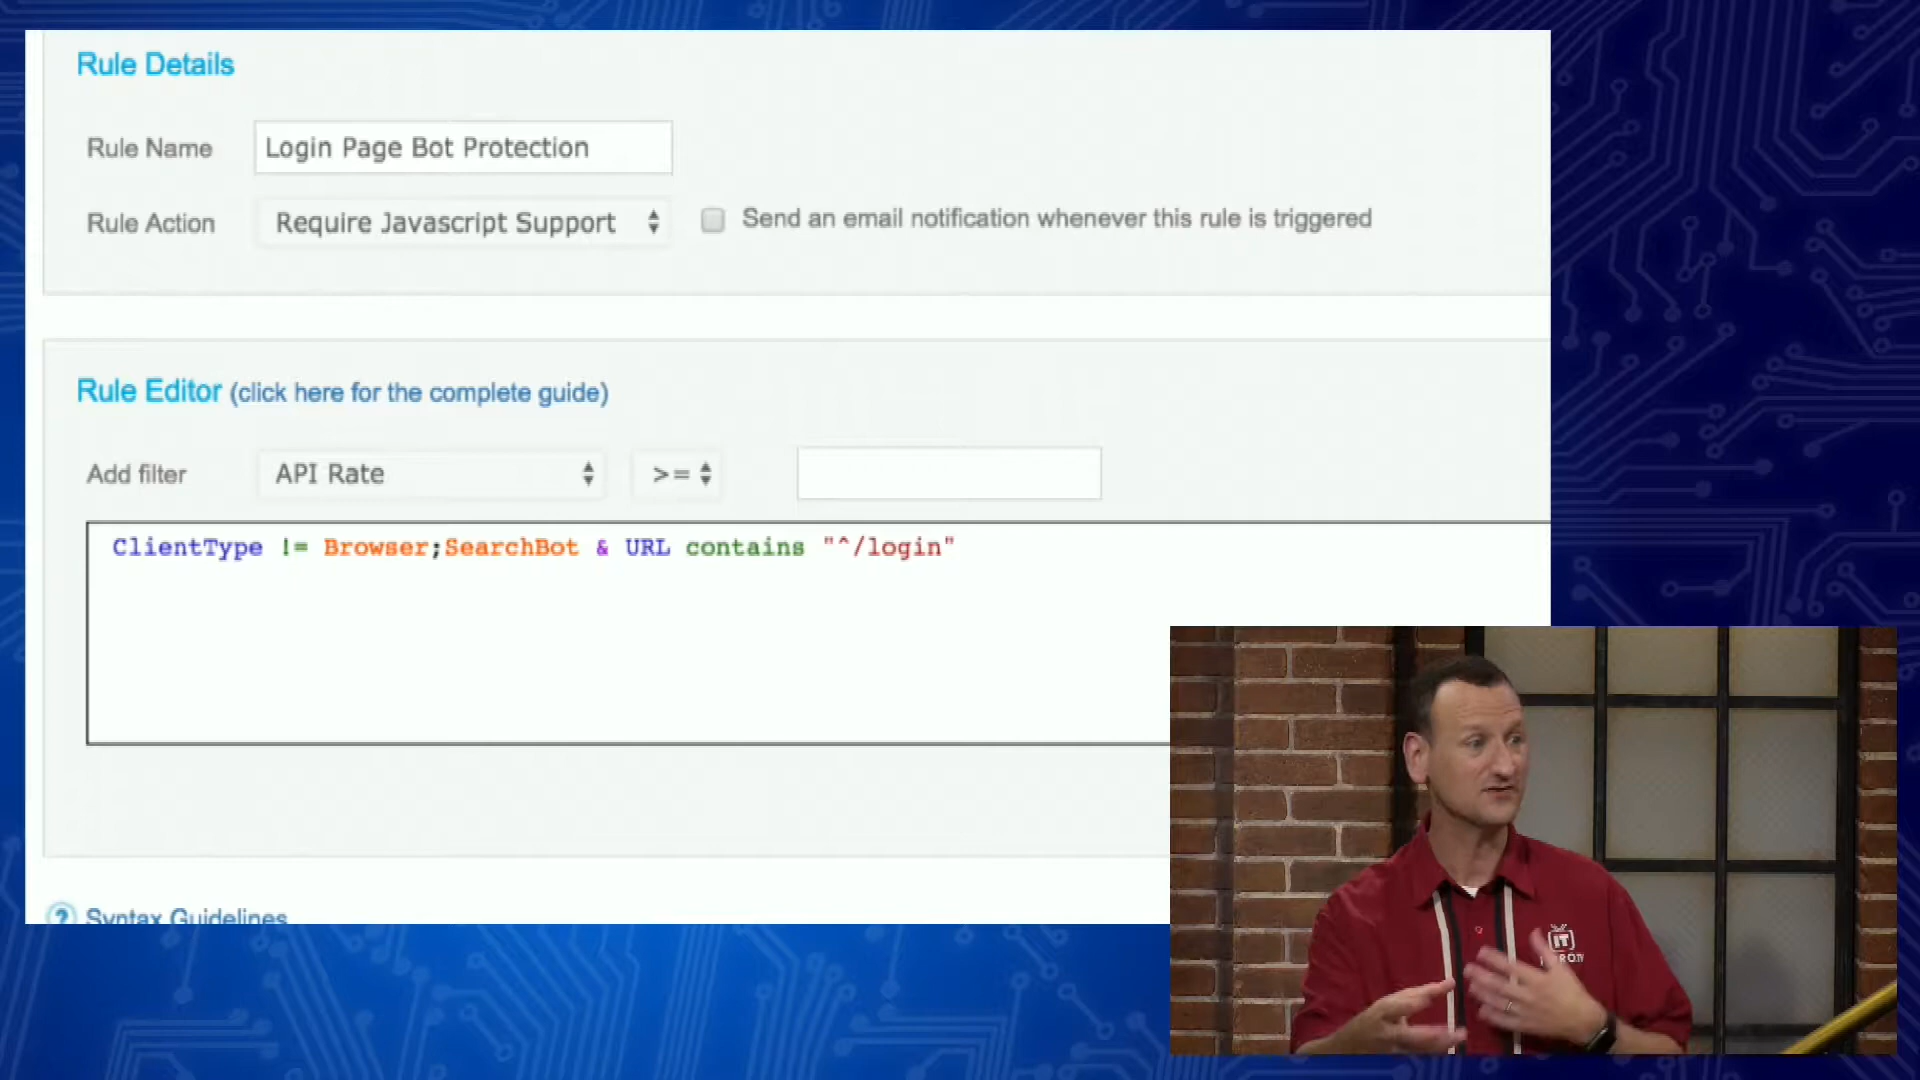 Rule Details
Rule Name Login Page Bot Protection
Rule Action Require Javascript Support Send an email notification whenever this rule is triggered
Rule Editor (click here for the complete guide)
Add filter API Rate >=
ClientType != Browser;SearchBot & URL contains "^/login"
? Syntax Guidelines
IT